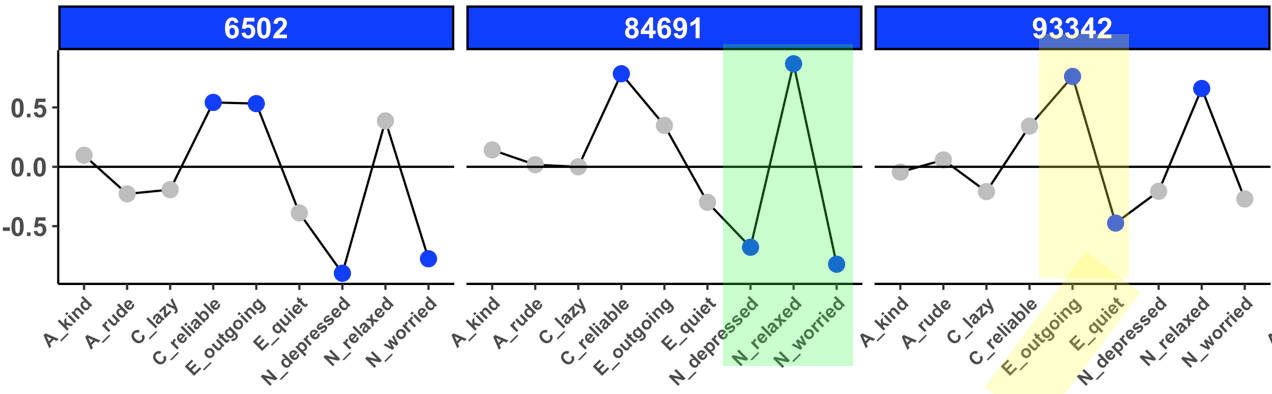 6502
84691
93342
0.5
0.0
-0.5
A_kind
A_rude
C_lazy
C_reliable
E_outgoing
E_quiet
N_depressed
N_relaxed
N_worried
A_kind
A_rude
C_lazy
C_reliable
E_outgoing
E_quiet
N_depressed
N_relaxed
N_worried
A_kind
A_rude
C_lazy
C_reliable
E_outgoing
E_quiet
N_depressed
N_relaxed
N_worried